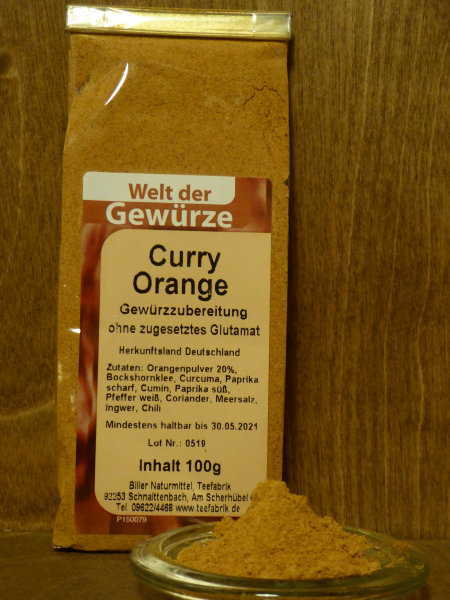 Welt der
Gewürze
Curry
Orange
Gewürzzubereitung
ohne zugesetztes Glutamat
Herkunftsland Deutschland
Zutaten: Orangenpulver 20%,
Bockshornklee, Curcuma, Paprika
scharf, Cumin, Paprika süß,
Pfeffer weiß, Coriander, Meersalz,
Ingwer, Chili
Mindestens haltbar bis 30.05.2021
Lot Nr.: 0519
Inhalt 100g
Biller Naturmittel, Teefabrik
92253 Schnaittenbach, Am Scherhübel
Tel. 09622/4468 www.teefabrik.de
P150079